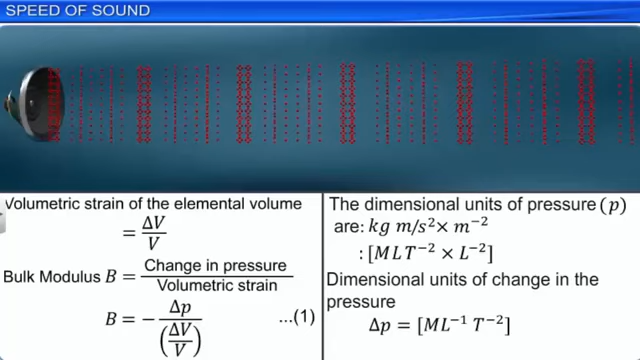 SPEED OF SOUND
Volumetric strain of the elemental volume
= ΔV/V
Bulk Modulus B = Change in pressure/Volumetric strain
B = − Δp/(ΔV/V) ...(1)
The dimensional units of pressure (p)
are: kg m/s² × m⁻²
: [MLT⁻² × L⁻²]
Dimensional units of change in the
pressure
Δp = [ML⁻¹ T⁻²]